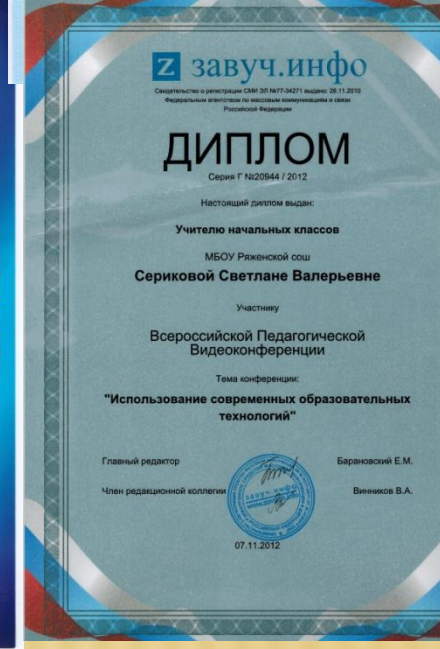 z завуч.инфо
Свидетельство о регистрации СМИ ЭЛ №77-34271 выдано: 26.11.2010
Федеральным агентством по массовым коммуникациям и связи
Российской Федерации
ДИПЛОМ
Серия Г №20944 / 2012
Настоящий диплом выдан:
Учителю начальных классов
МБОУ Ряженской сош
Сериковой Светлане Валерьевне
Участнику
Всероссийской Педагогической
Видеоконференции
Тема конференции:
"Использование современных образовательных
технологий"
Главный редактор Барановский Е.М.
Член редакционной коллегии Винников В.А.
завуч.инфо
07.11.2012